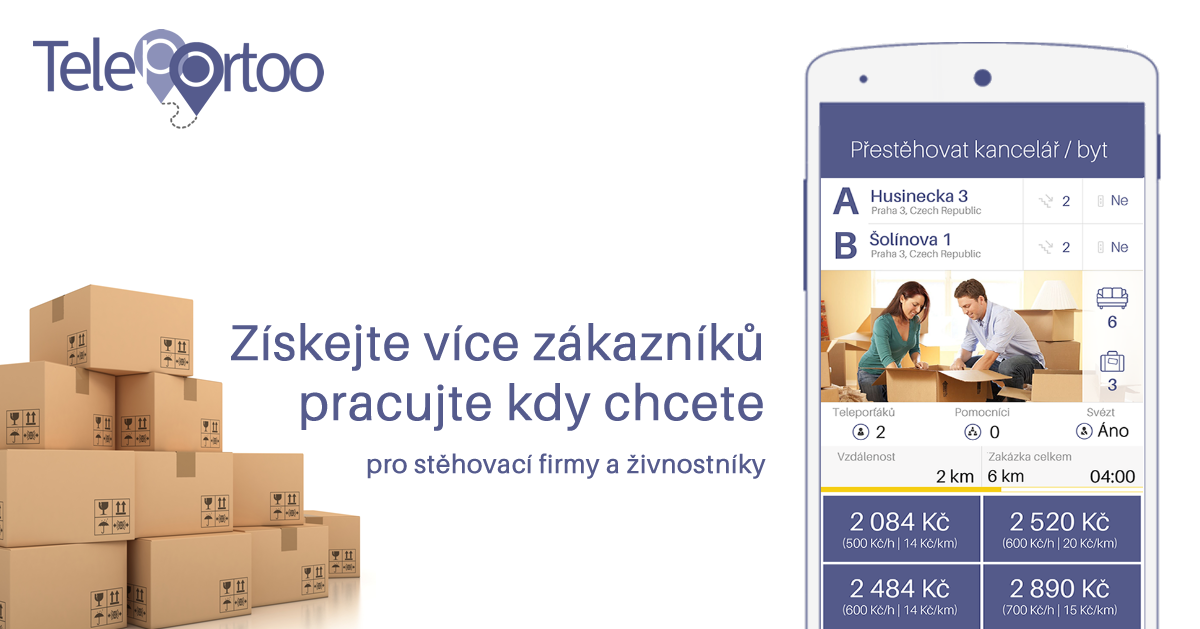 Teleportoo
Získejte více zákazníků
pracujte kdy chcete
pro stěhovací firmy a živnostníky
Přestěhovat kancelář / byt
A Husinecka 3 2 Ne
Praha 3, Czech Republic
B Šolínova 1 2 Ne
Praha 3, Czech Republic
6
3
Teleporťáků Pomocníci Svézt
2 0 Áno
Vzdálenost Zakázka celkem
2 km 6 km 04:00
2 084 Kč 2 520 Kč
(500 Kč/h | 14 Kč/km) (600 Kč/h | 20 Kč/km)
2 484 Kč 2 890 Kč
(600 Kč/h | 14 Kč/km) (700 Kč/h | 15 Kč/km)